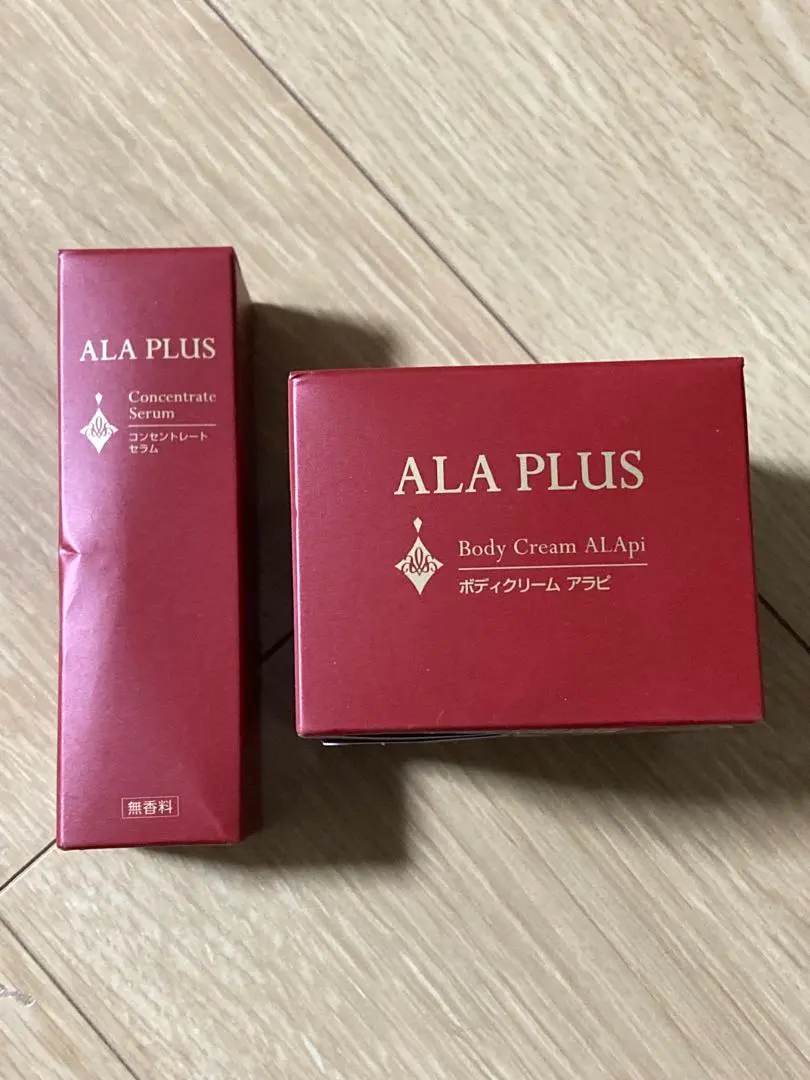 ALA PLUS
Concentrate
Serum
コンセントレート
セラム
無香料
ALA PLUS
Body Cream ALApi
ボディクリーム アラピ